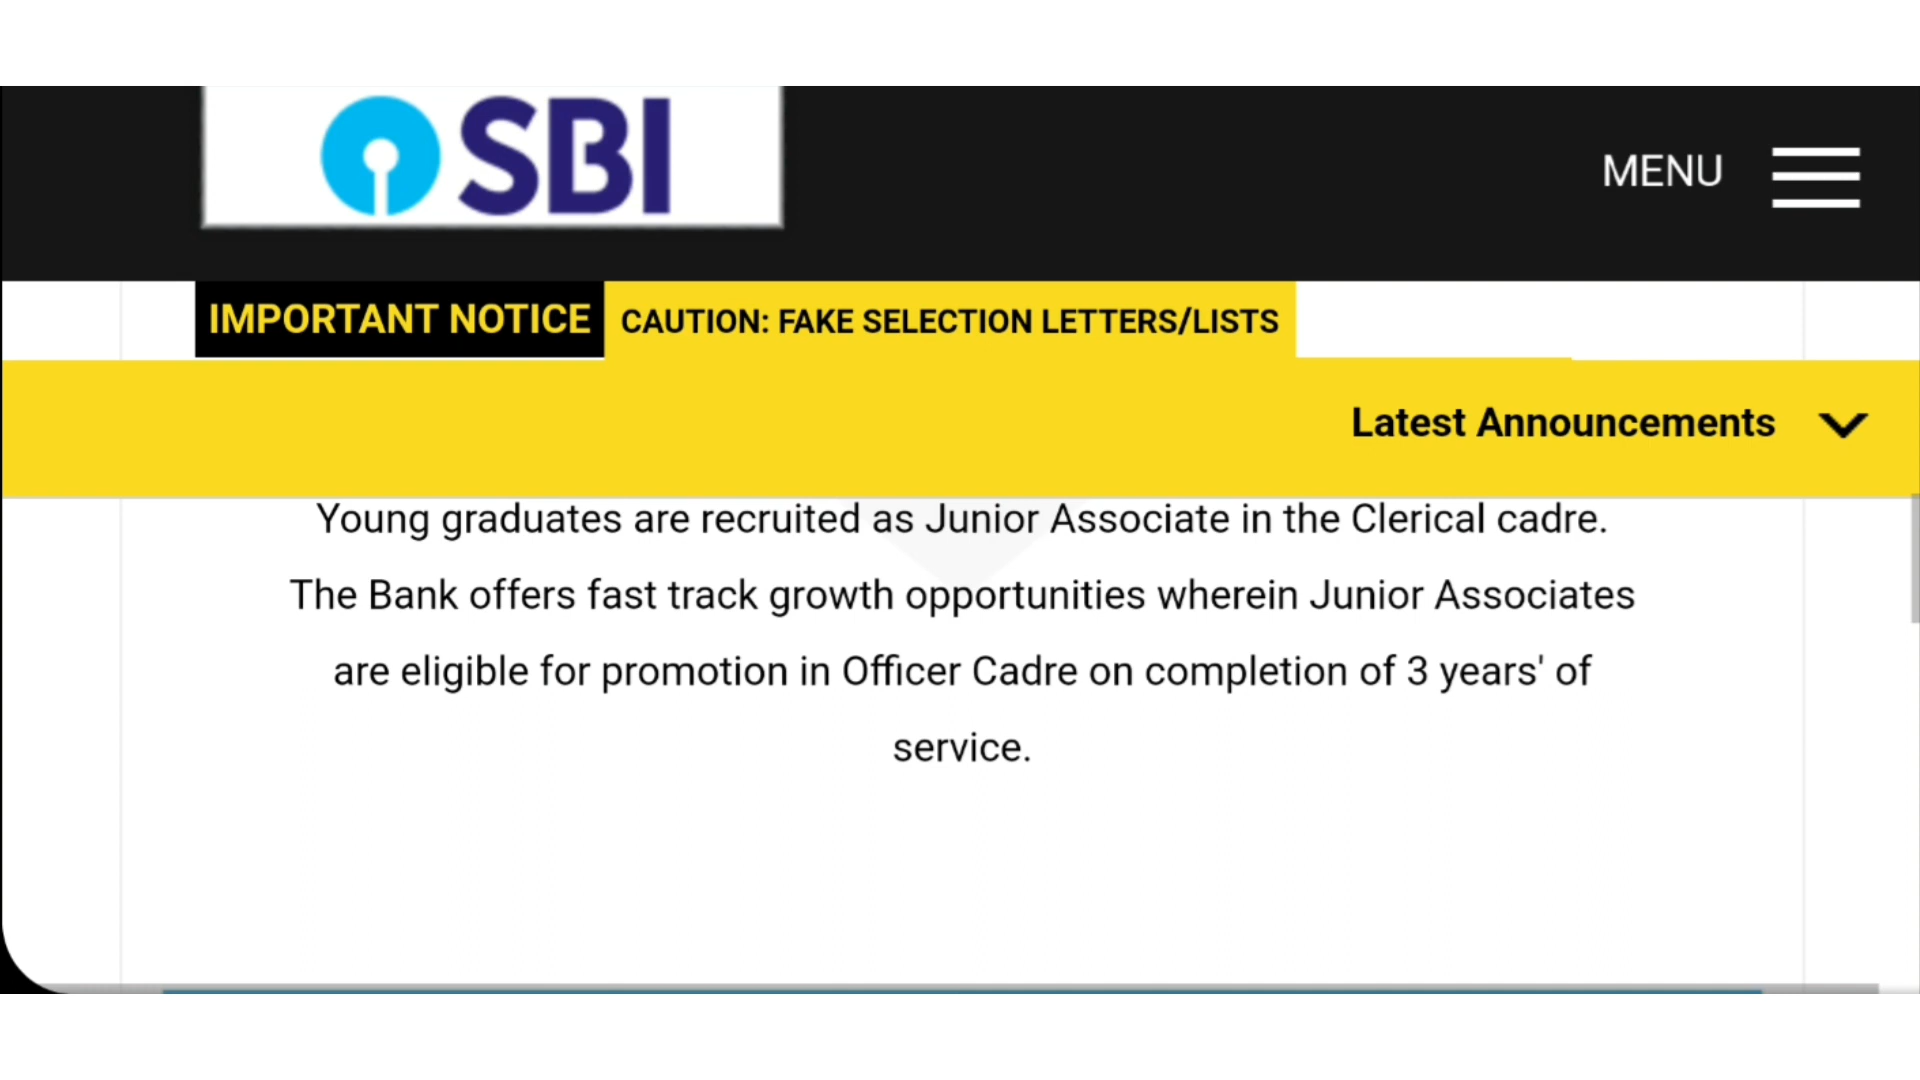 SBI
MENU
IMPORTANT NOTICE CAUTION: FAKE SELECTION LETTERS/LISTS
Latest Announcements
Young graduates are recruited as Junior Associate in the Clerical cadre.
The Bank offers fast track growth opportunities wherein Junior Associates
are eligible for promotion in Officer Cadre on completion of 3 years' of
service.